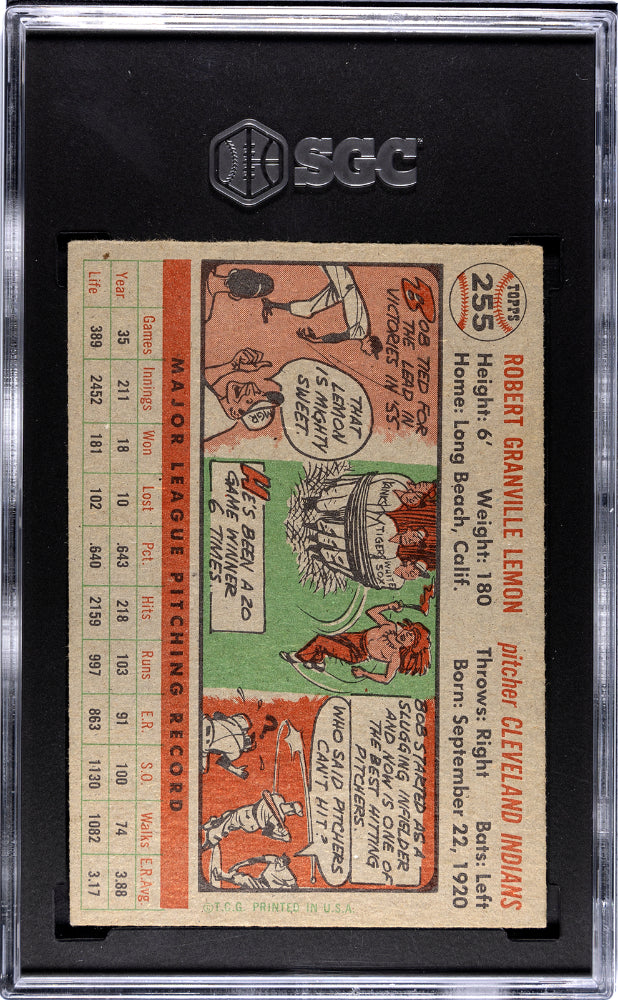 SGC
TOPPS
255
ROBERT GRANVILLE LEMON pitcher CLEVELAND INDIANS
Height: 6' Weight: 180 Throws: Right Bats: Left
Home: Long Beach, Calif. Born: September 22, 1920
BOB TIED FOR
THE LEAD IN
VICTORIES IN '55
THAT
LEMON
IS MIGHTY
SWEET.
MGR
YANKS
TIGERS
WHITE
SOX
HE'S BEEN A 20
GAME WINNER
6 TIMES.
BOB STARTED AS A
SLUGGING INFIELDER
AND NOW IS ONE OF
THE BEST HITTING
PITCHERS.
WHO SAID PITCHERS
CAN'T HIT?
MAJOR LEAGUE PITCHING RECORD
Games Innings Won Lost Pct. Hits Runs E.R. S.O. Walks E.R.Avg.
Year 35 211 18 10 .643 218 103 91 100 74 3.88
Life 389 2452 181 102 .640 2159 997 863 1130 1082 3.17
©T.C.G. PRINTED IN U.S.A.